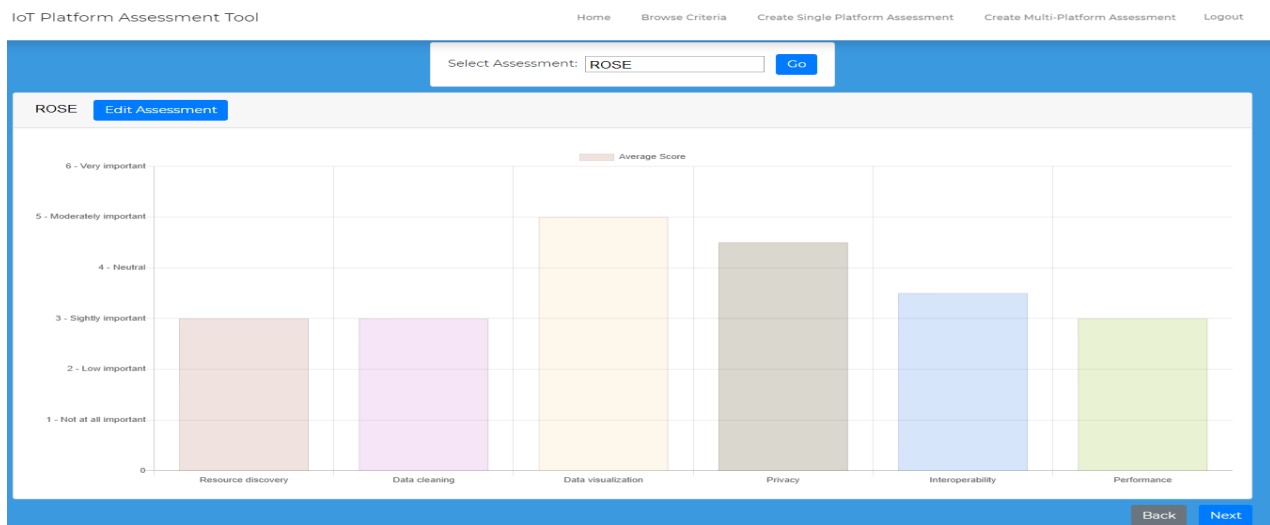 IoT Platform Assessment Tool
Home Browse Criteria Create Single Platform Assessment Create Multi-Platform Assessment Logout
Select Assessment: ROSE Go
ROSE Edit Assessment
Average Score
6 - Very important
5 - Moderately important
4 - Neutral
3 - Sightly important
2 - Low important
1 - Not at all important
0
Resource discovery Data cleaning Data visualization Privacy Interoperability Performance
Back Next